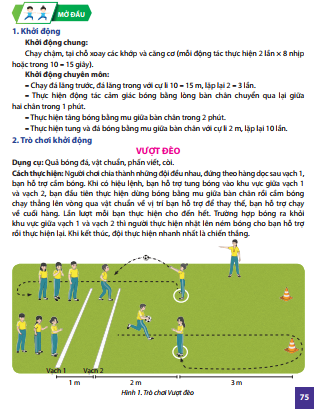 MỞ ĐẦU
1. Khởi động
Khởi động chung:
Chạy chậm, tại chỗ xoay các khớp và căng cơ (mỗi động tác thực hiện 2 lần × 8 nhịp
hoặc trong 10 – 15 giây).
Khởi động chuyên môn:
– Chạy đá lăng trước, đá lăng trong với cự li 10 – 15 m, lặp lại 2 – 3 lần.
– Thực hiện động tác cảm giác bóng bằng lòng bàn chân chuyển qua lại giữa
hai chân trong 1 phút.
– Thực hiện tâng bóng bằng mu giữa bàn chân trong 2 phút.
– Thực hiện tung và đá bóng bằng mu giữa bàn chân với cự li 2 m, lặp lại 10 lần.
2. Trò chơi khởi động
VƯỢT ĐÈO
Dụng cụ: Quả bóng đá, vật chuẩn, phấn viết, còi.
Cách thực hiện: Người chơi chia thành những đội đều nhau, đứng theo hàng dọc sau vạch 1,
bạn hỗ trợ cầm bóng. Khi có hiệu lệnh, bạn hỗ trợ tung bóng vào khu vực giữa vạch 1
và vạch 2, bạn đầu tiên thực hiện dừng bóng bằng mu giữa bàn chân rồi cầm bóng
chạy thẳng lên vòng qua vật chuẩn về vị trí bạn hỗ trợ để thay thế, bạn hỗ trợ chạy
về cuối hàng. Lần lượt mỗi bạn thực hiện cho đến hết. Trường hợp bóng ra khỏi
khu vực giữa vạch 1 và vạch 2 thì người thực hiện nhặt lên ném bóng cho bạn hỗ trợ
rồi thực hiện lại. Khi kết thúc, đội thực hiện nhanh nhất là chiến thắng.
Vạch 1 Vạch 2
1 m 2 m 3 m
Hình 1. Trò chơi Vượt đèo
75